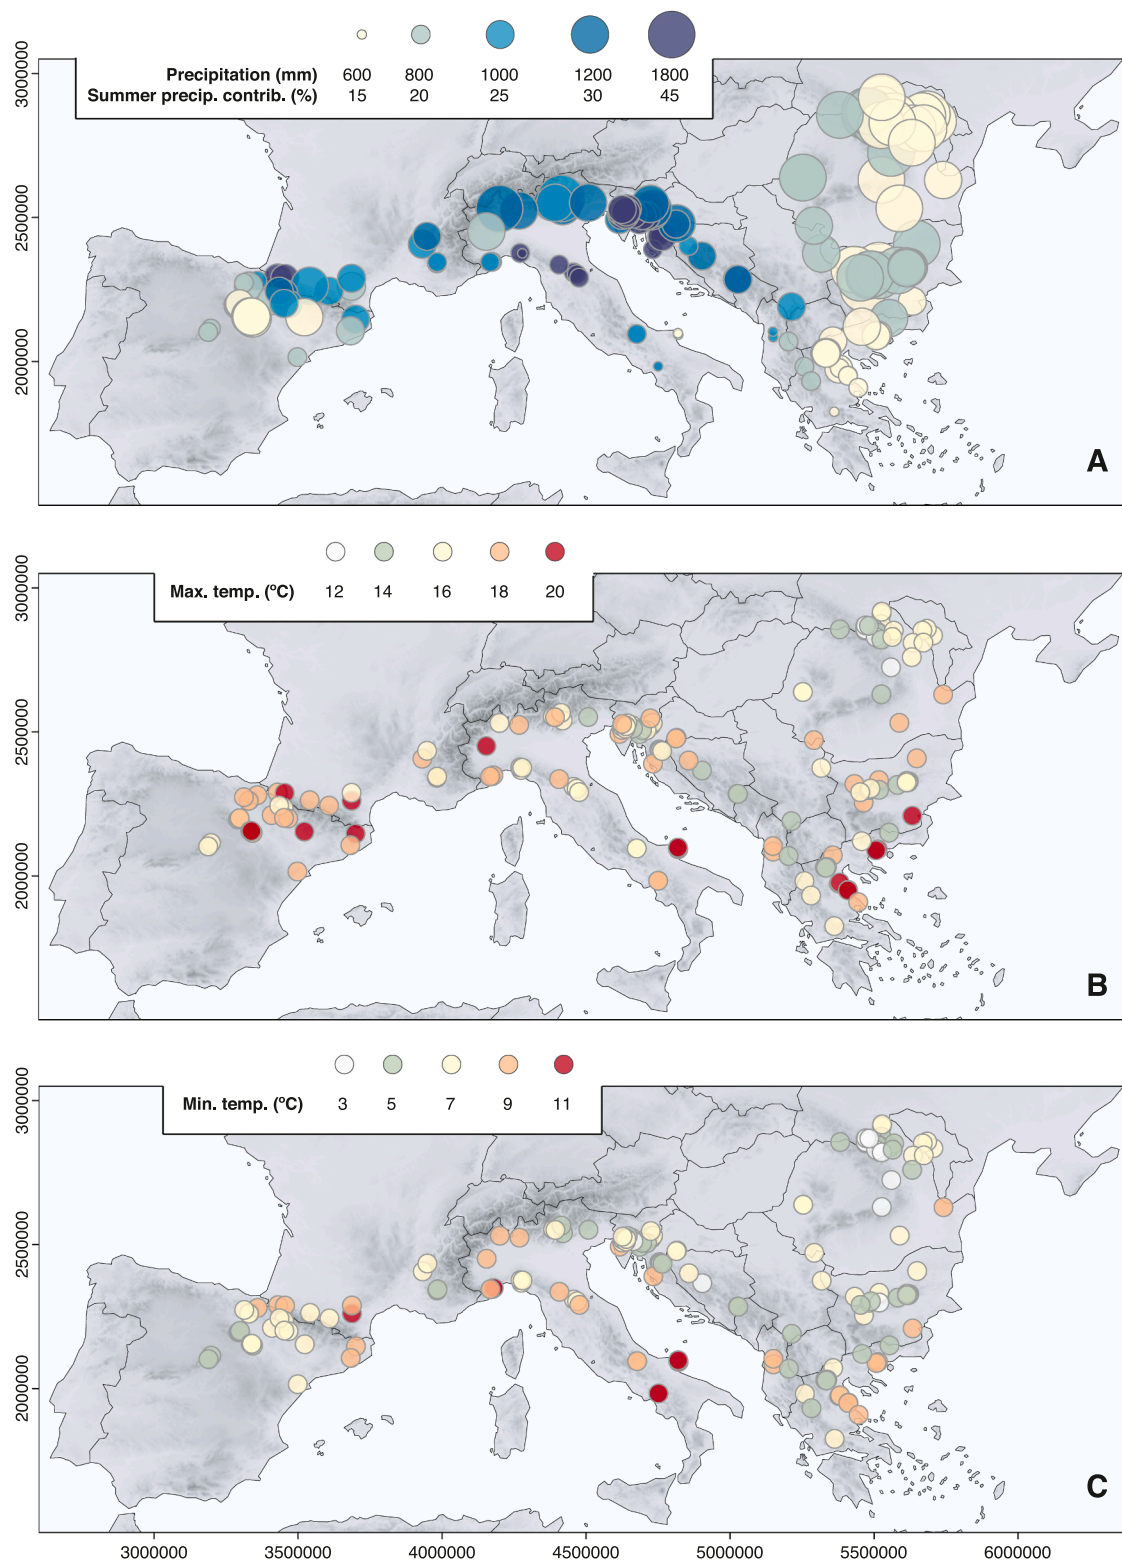 Precipitation (mm) 600 800 1000 1200 1800
Summer precip. contrib. (%) 15 20 25 30 45
3000000
2500000
2000000
A
Max. temp. (ºC) 12 14 16 18 20
3000000
2500000
2000000
B
Min. temp. (ºC) 3 5 7 9 11
3000000
2500000
2000000
C
3000000 3500000 4000000 4500000 5000000 5500000 6000000